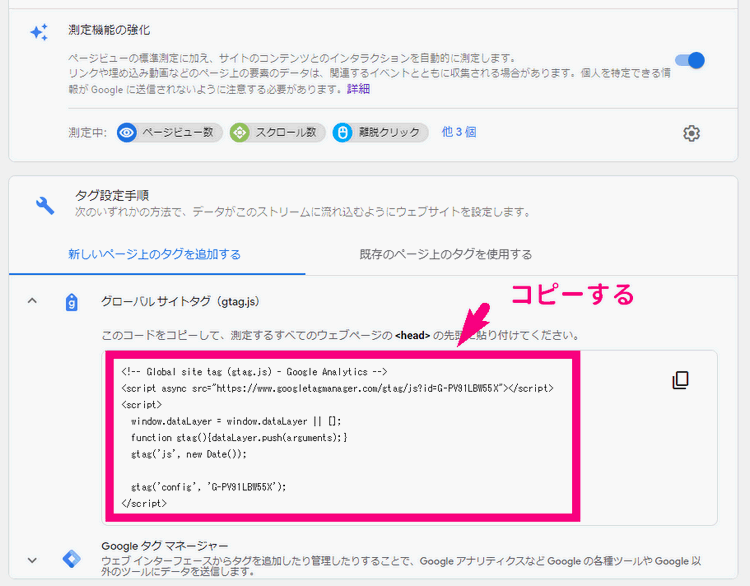 測定機能の強化
ページビューの標準測定に加え、サイトのコンテンツとのインタラクションを自動的に測定します。
リンクや埋め込み動画などのページ上の要素のデータは、関連するイベントとともに収集される場合があります。個人を特定できる情
報が Google に送信されないように注意する必要があります。詳細
測定中: ページビュー数 スクロール数 離脱クリック 他 3 個
タグ設定手順
次のいずれかの方法で、データがこのストリームに流れ込むようにウェブサイトを設定します。
新しいページ上のタグを追加する 既存のページ上のタグを使用する
コピーする
グローバル サイトタグ（gtag.js）
このコードをコピーして、測定するすべてのウェブページの <head> の先頭に貼り付けてください。
<!-- Global site tag (gtag.js) - Google Analytics -->
<script async src="https://www.googletagmanager.com/gtag/js?id=G-PV91LBW55X"></script>
<script>
window.dataLayer = window.dataLayer || [];
function gtag(){dataLayer.push(arguments);}
gtag('js', new Date());
gtag('config', 'G-PV91LBW55X');
</script>
Google タグ マネージャー
ウェブ インターフェースからタグを追加したり管理したりすることで、Google アナリティクスなど Google の各種ツールや Google 以
外のツールにデータを送信します。